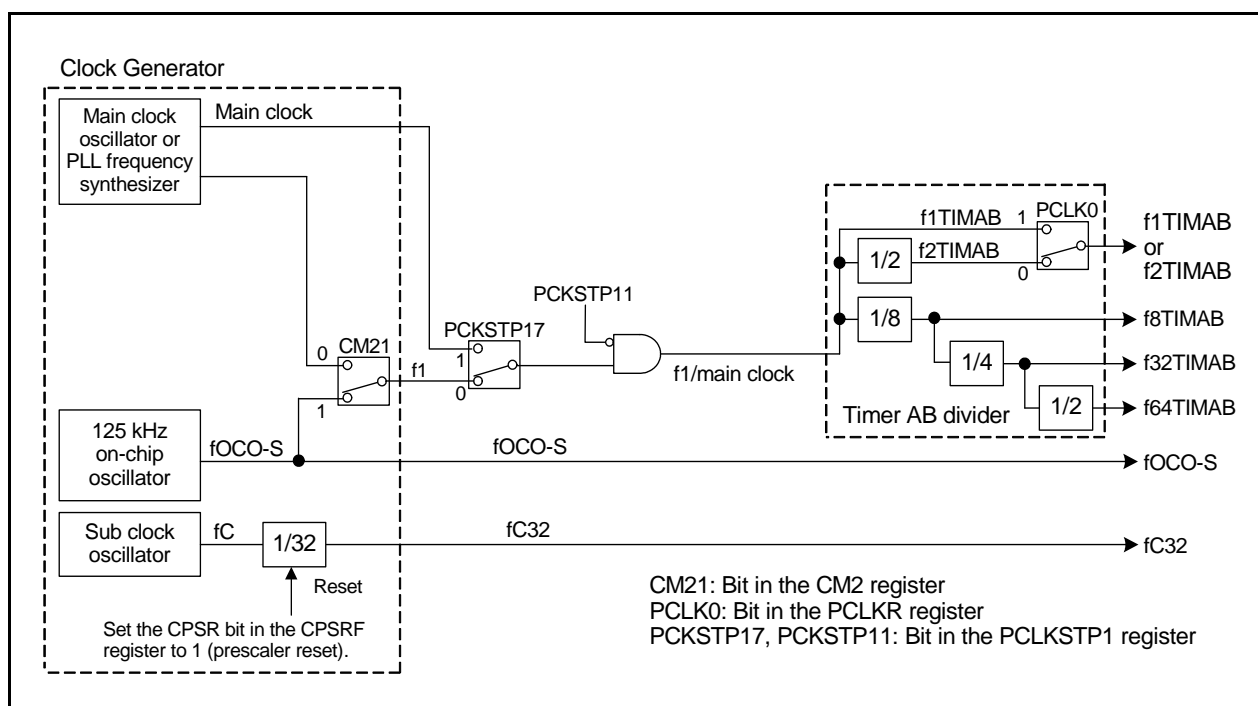 Clock Generator
Main clock
oscillator or
PLL frequency
synthesizer
Main clock
CM21
0
1
f1
PCKSTP17
1
0
PCKSTP11
f1/main clock
f1TIMAB
1
PCLK0
1/2
f2TIMAB
0
f1TIMAB
or
f2TIMAB
1/8
f8TIMAB
1/4
f32TIMAB
1/2
f64TIMAB
Timer AB divider
125 kHz
on-chip
oscillator
fOCO-S
fOCO-S
fOCO-S
Sub clock
oscillator
fC
1/32
fC32
fC32
Reset
Set the CPSR bit in the CPSRF
register to 1 (prescaler reset).
CM21: Bit in the CM2 register
PCLK0: Bit in the PCLKR register
PCKSTP17, PCKSTP11: Bit in the PCLKSTP1 register